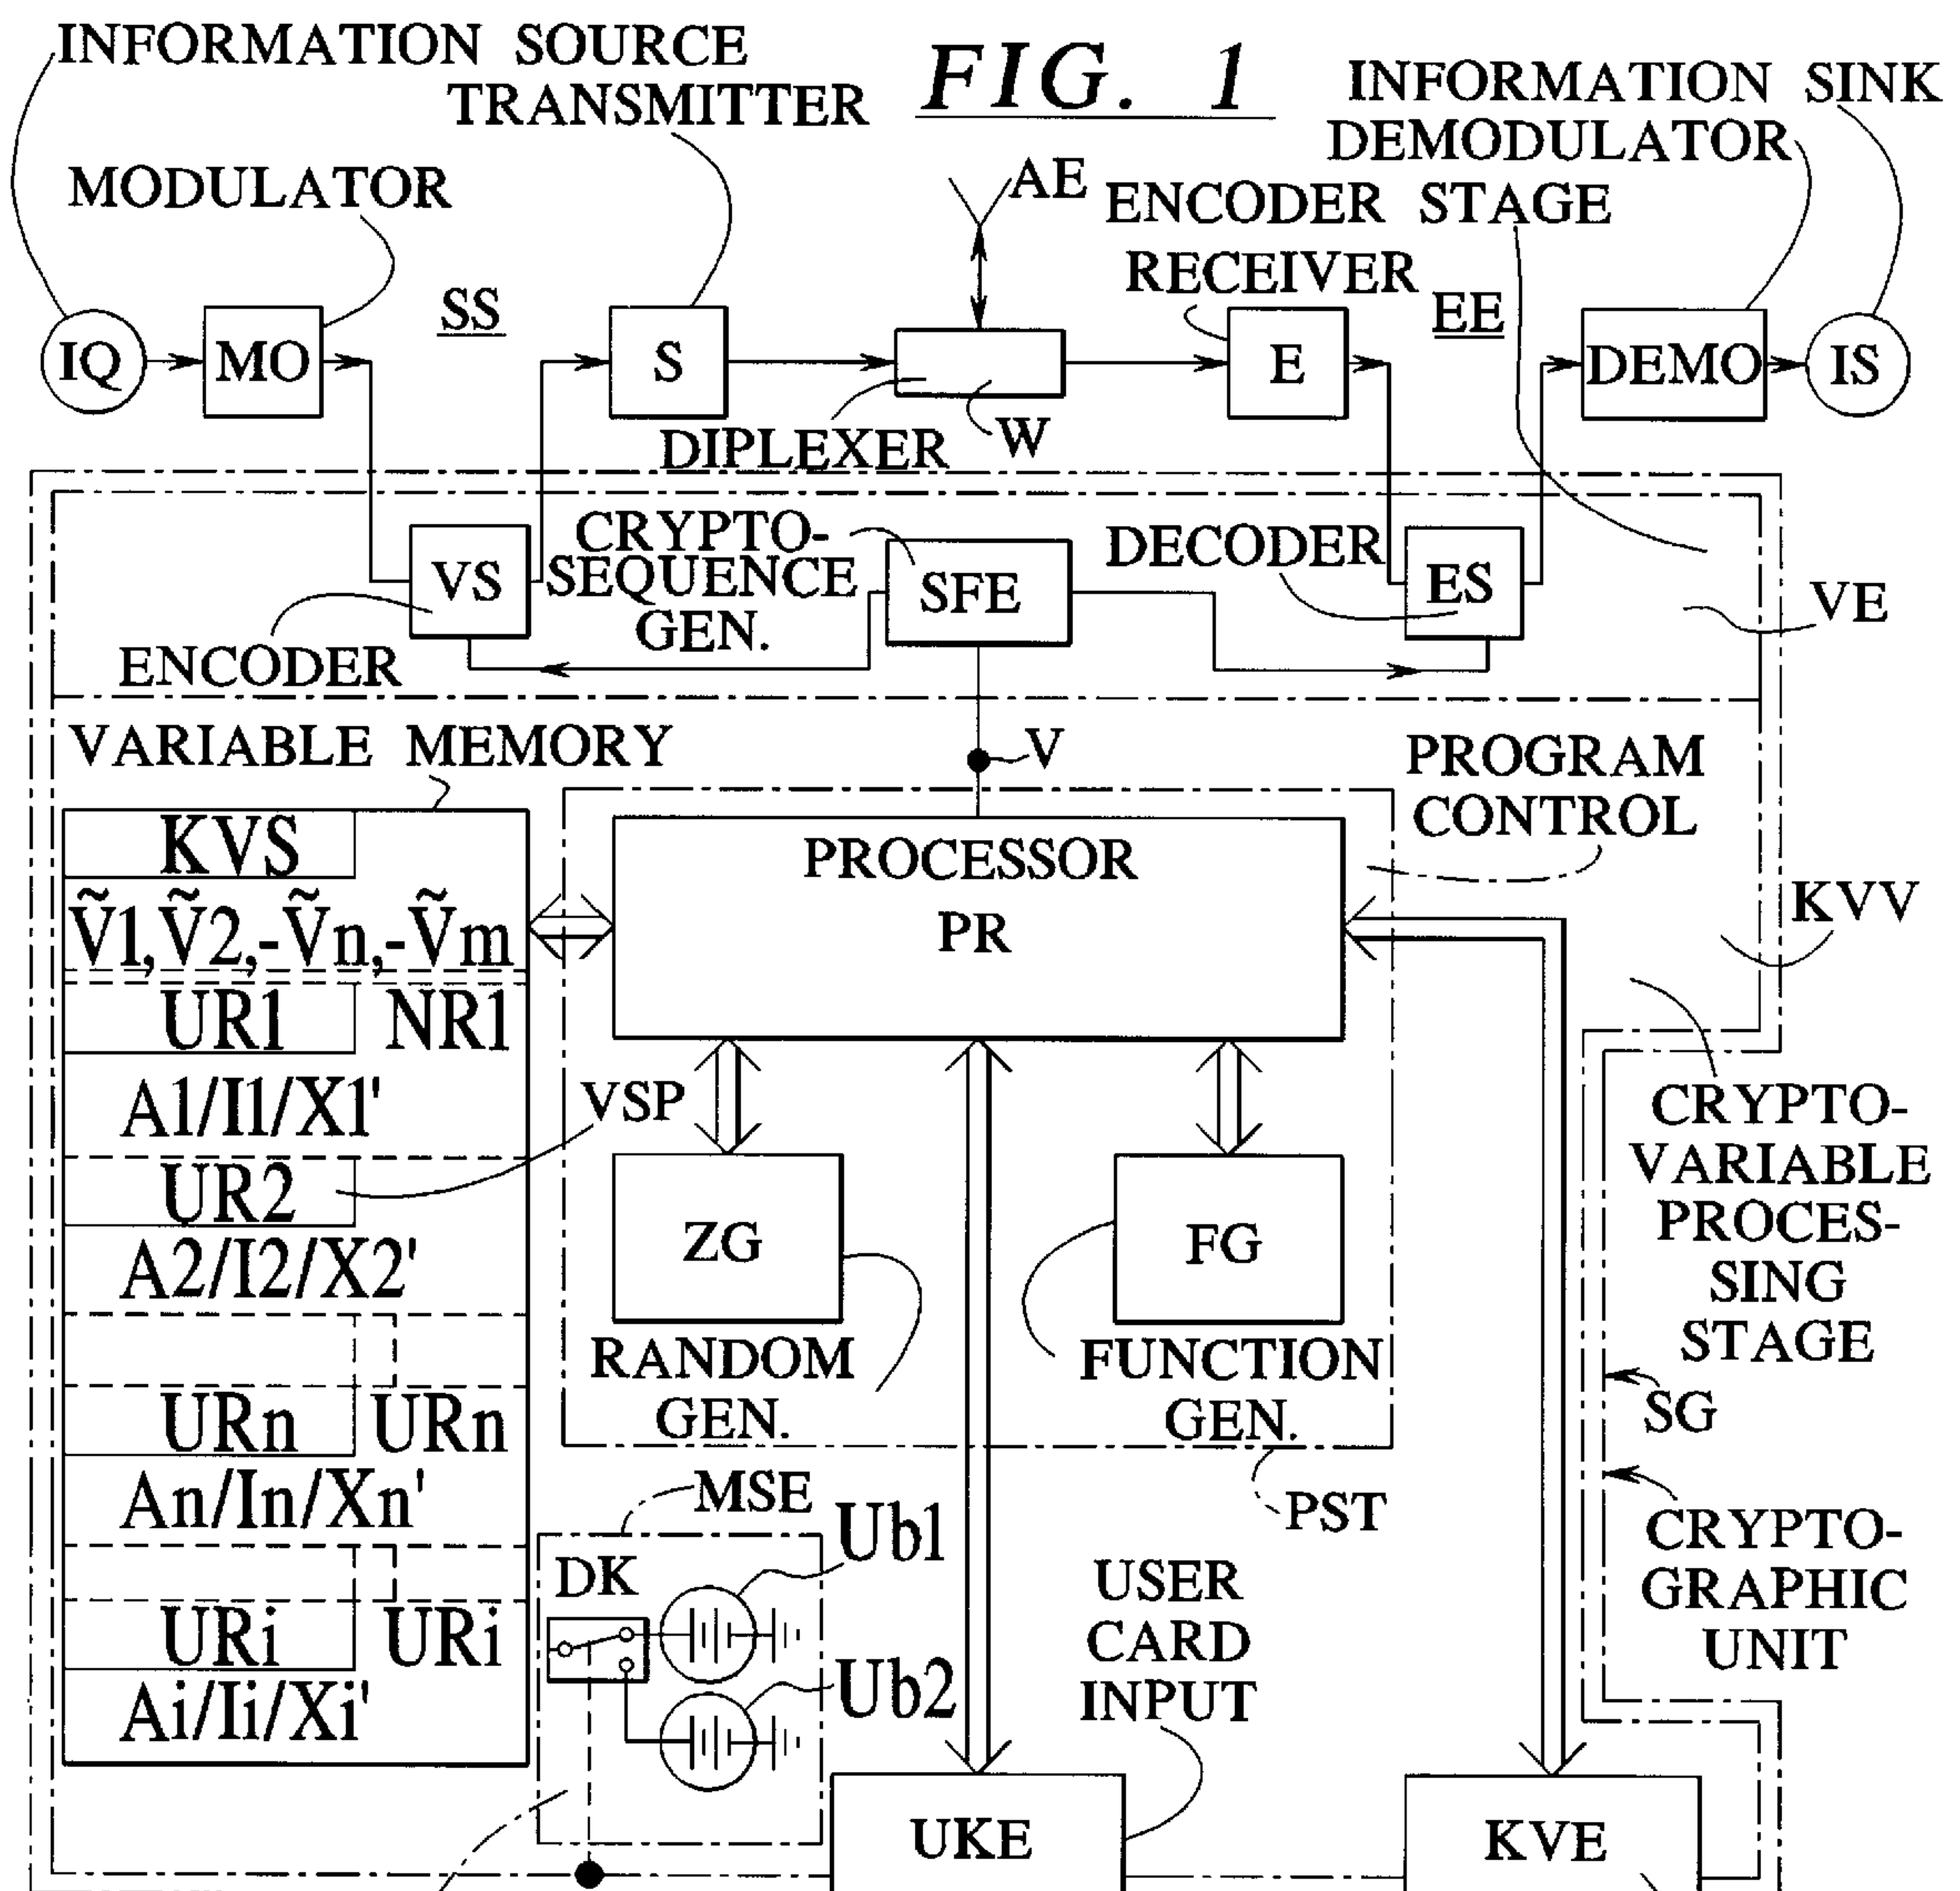 INFORMATION SOURCE
TRANSMITTER
FIG. 1
INFORMATION SINK
DEMODULATOR
MODULATOR
AE
ENCODER STAGE
RECEIVER
SS
EE
IQ
MO
S
E
DEMO
IS
DIPLEXER
W
CRYPTO-
SEQUENCE
GEN.
VS
SFE
DECODER
ES
VE
ENCODER
VARIABLE MEMORY
V
PROGRAM
CONTROL
KVS
PROCESSOR
PR
KVV
Ṽ1,Ṽ2,-Ṽn,-Ṽm
UR1 NR1
A1/I1/X1'
VSP
UR2
A2/I2/X2'
ZG
FG
CRYPTO-
VARIABLE
PROCES-
SING
STAGE
RANDOM
GEN.
FUNCTION
GEN.
SG
URn URn
An/In/Xn'
MSE
PST
Ub1
DK
USER
CARD
INPUT
CRYPTO-
GRAPHIC
UNIT
URi URi
Ai/Ii/Xi'
Ub2
UKE
KVE